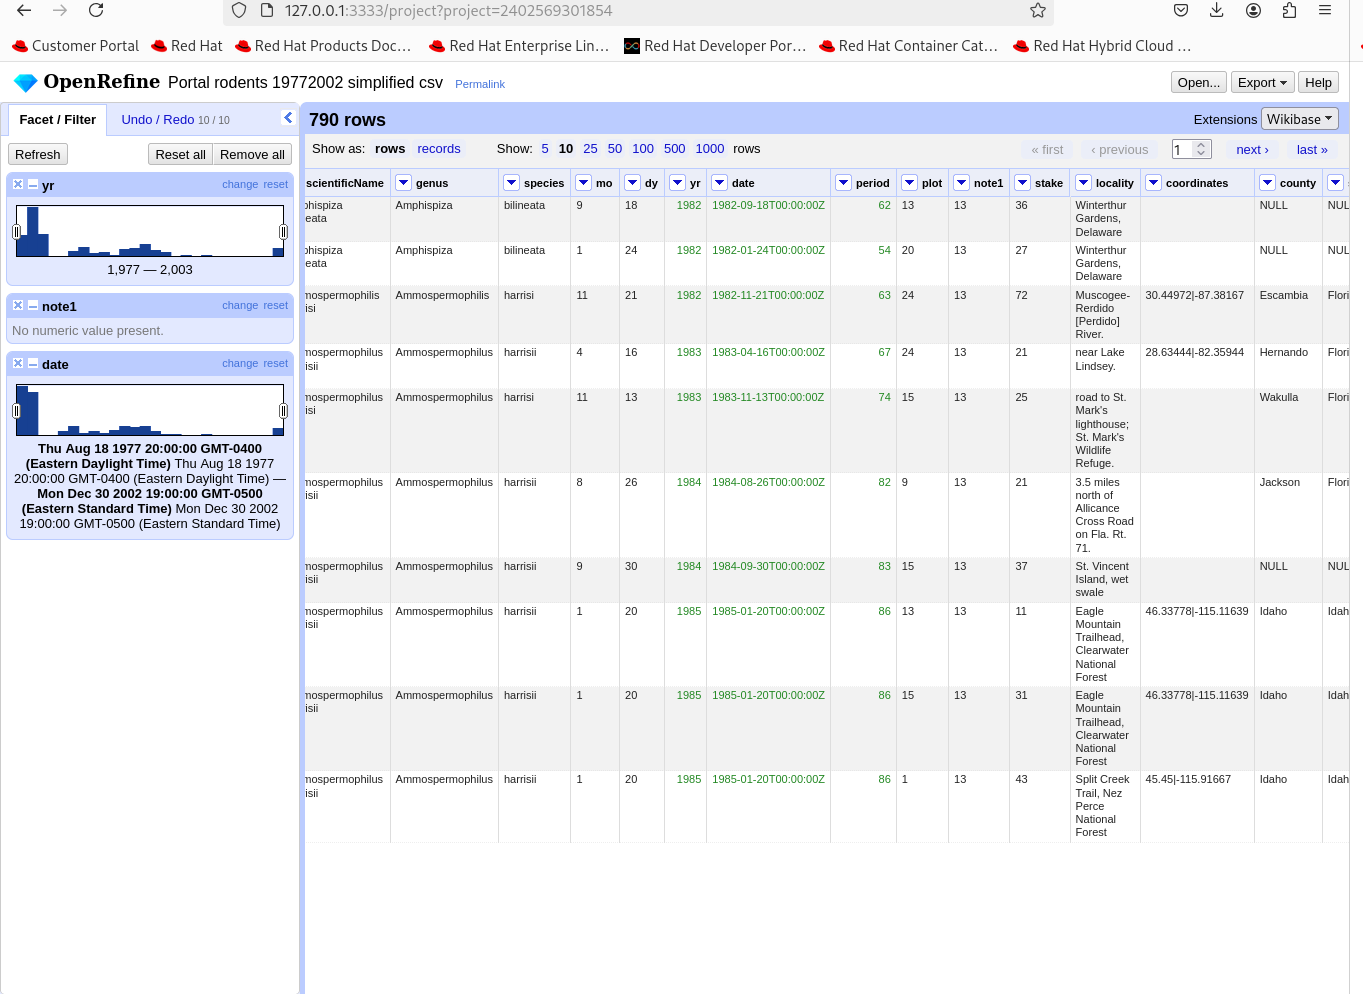 127.0.0.1:3333/project?project=2402569301854
Customer Portal Red Hat Red Hat Products Doc… Red Hat Enterprise Lin… Red Hat Developer Por… Red Hat Container Cat… Red Hat Hybrid Cloud …
OpenRefine Portal rodents 19772002 simplified csv Permalink Open... Export Help
Facet / Filter Undo / Redo 10 / 10
790 rows Extensions Wikibase
Refresh Reset all Remove all
Show as: rows records Show: 5 10 25 50 100 500 1000 rows « first ‹ previous 1 next › last »
yr change reset
1,977 — 2,003
note1 change reset
No numeric value present.
date change reset
Thu Aug 18 1977 20:00:00 GMT-0400
(Eastern Daylight Time) Thu Aug 18 1977
20:00:00 GMT-0400 (Eastern Daylight Time) —
Mon Dec 30 2002 19:00:00 GMT-0500
(Eastern Standard Time) Mon Dec 30 2002
19:00:00 GMT-0500 (Eastern Standard Time)
scientificName genus species mo dy yr date period plot note1 stake locality coordinates county
phispiza Amphispiza bilineata 9 18 1982 1982-09-18T00:00:00Z 62 13 13 36 Winterthur NULL NUL
eata Gardens,
Delaware
phispiza Amphispiza bilineata 1 24 1982 1982-01-24T00:00:00Z 54 20 13 27 Winterthur NULL NUL
eata Gardens,
Delaware
mospermophilis Ammospermophilis harrisi 11 21 1982 1982-11-21T00:00:00Z 63 24 13 72 Muscogee- 30.44972|-87.38167 Escambia Flori
isi Rerdido
[Perdido]
River.
mospermophilus Ammospermophilus harrisii 4 16 1983 1983-04-16T00:00:00Z 67 24 13 21 near Lake 28.63444|-82.35944 Hernando Flori
isii Lindsey.
mospermophilus Ammospermophilus harrisi 11 13 1983 1983-11-13T00:00:00Z 74 15 13 25 road to St. Wakulla Flori
isi Mark's
lighthouse;
St. Mark's
Wildlife
Refuge.
mospermophilus Ammospermophilus harrisii 8 26 1984 1984-08-26T00:00:00Z 82 9 13 21 3.5 miles Jackson Flori
isii north of
Allicance
Cross Road
on Fla. Rt.
71.
mospermophilus Ammospermophilus harrisii 9 30 1984 1984-09-30T00:00:00Z 83 15 13 37 St. Vincent NULL NUL
isii Island, wet
swale
mospermophilus Ammospermophilus harrisii 1 20 1985 1985-01-20T00:00:00Z 86 13 13 11 Eagle 46.33778|-115.11639 Idaho Idah
isii Mountain
Trailhead,
Clearwater
National
Forest
mospermophilus Ammospermophilus harrisii 1 20 1985 1985-01-20T00:00:00Z 86 15 13 31 Eagle 46.33778|-115.11639 Idaho Idah
isii Mountain
Trailhead,
Clearwater
National
Forest
mospermophilus Ammospermophilus harrisii 1 20 1985 1985-01-20T00:00:00Z 86 1 13 43 Split Creek 45.45|-115.91667 Idaho Idah
isii Trail, Nez
Perce
National
Forest